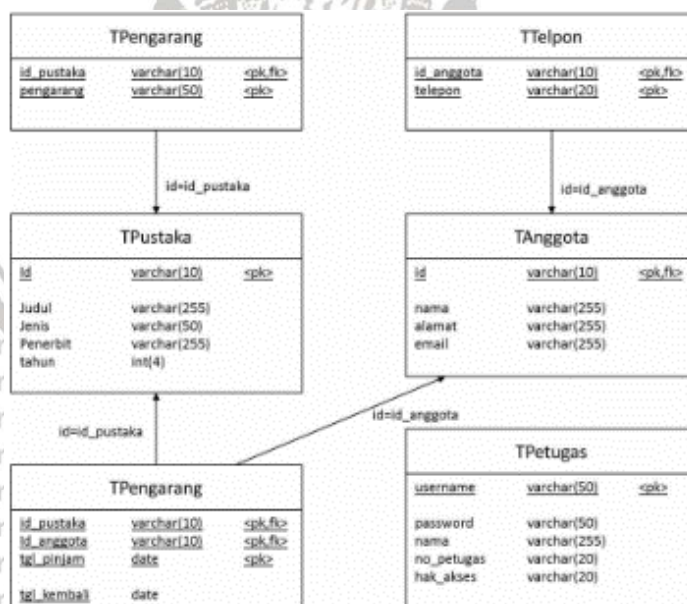 TPengarang
id_pustaka varchar(10) <pk,fk>
pengarang varchar(50) <pk>
id=id_pustaka
TTelpon
id_anggota varchar(10) <pk,fk>
telepon varchar(20) <pk>
id=id_anggota
TPustaka
Id varchar(10) <pk>
Judul varchar(255)
Jenis varchar(50)
Penerbit varchar(255)
tahun int(4)
TAnggota
id varchar(10) <pk,fk>
nama varchar(255)
alamat varchar(255)
email varchar(255)
id=id_pustaka
id=id_anggota
TPengarang
id_pustaka varchar(10) <pk,fk>
Id_anggota varchar(10) <pk,fk>
tgl_pinjam date <pk>
tgl_kembali date
TPetugas
username varchar(50) <pk>
password varchar(50)
nama varchar(255)
no_petugas varchar(20)
hak_akses varchar(20)